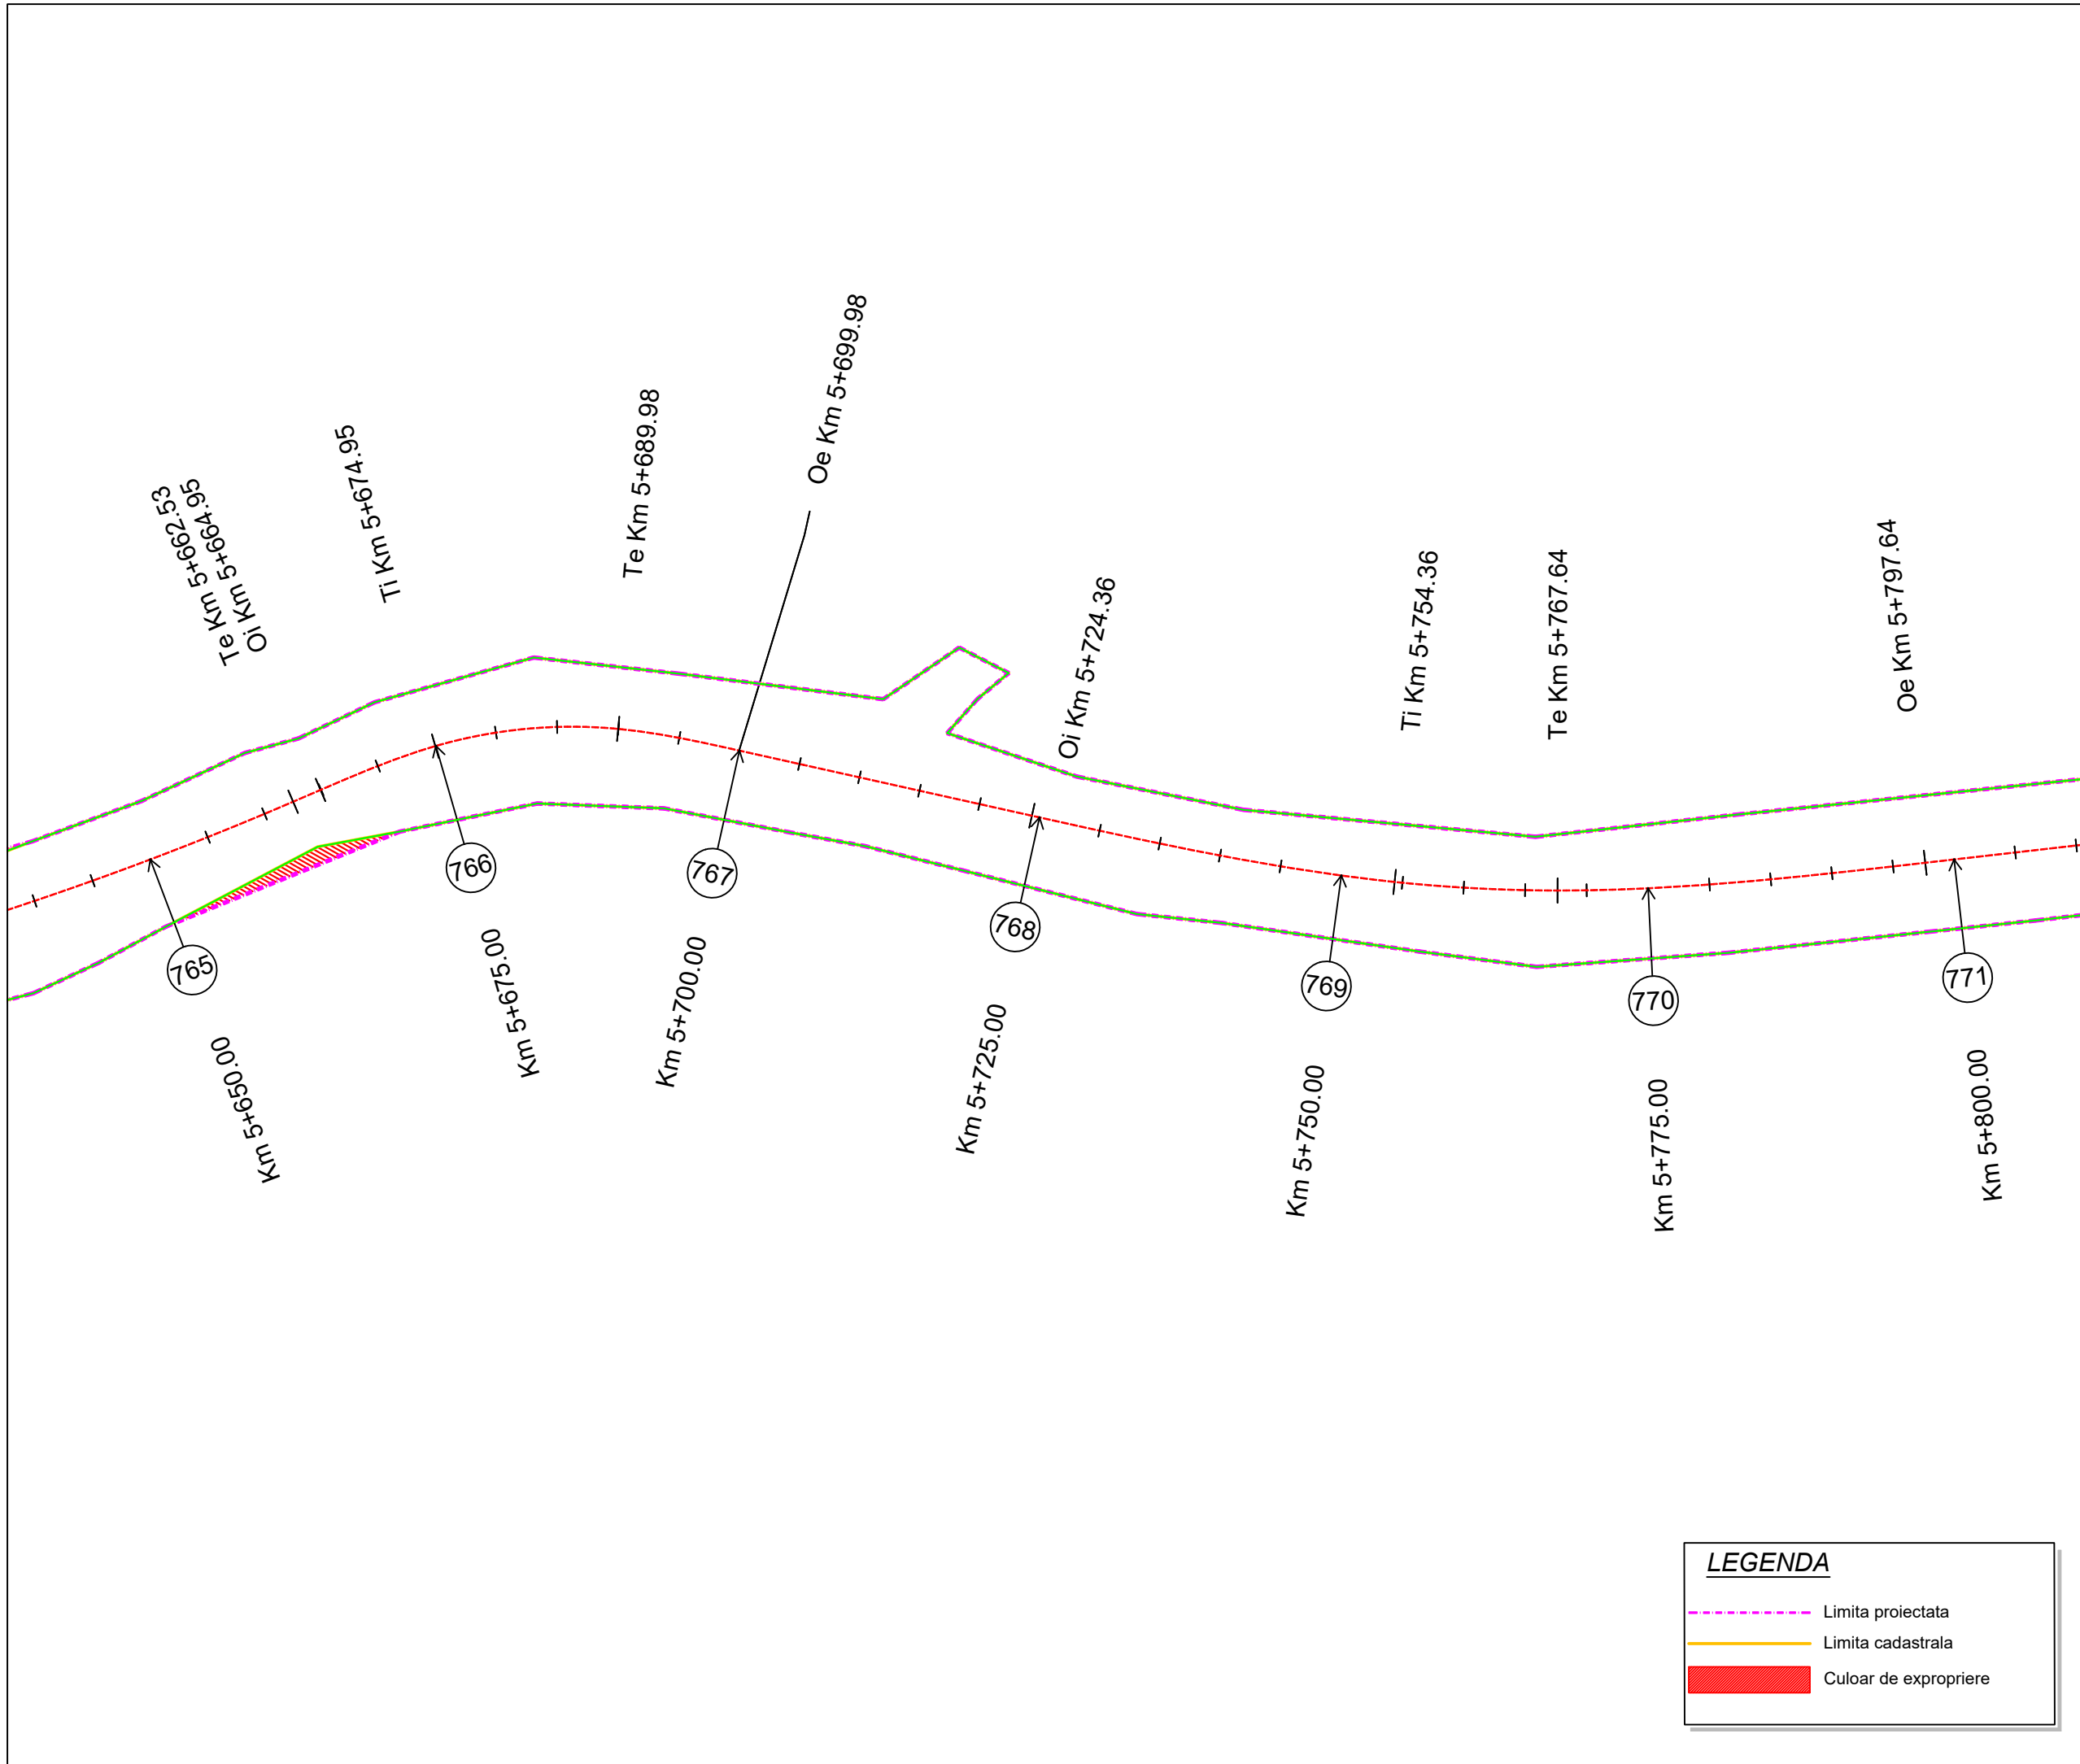 Te Km 5+662.53
Oi Km 5+664.95
Ti Km 5+674.95
Te Km 5+689.98
Oe Km 5+699.98
Oi Km 5+724.36
Ti Km 5+754.36
Te Km 5+767.64
Oe Km 5+797.64
765
766
767
768
769
770
771
Km 5+650.00
Km 5+675.00
Km 5+700.00
Km 5+725.00
Km 5+750.00
Km 5+775.00
Km 5+800.00
LEGENDA
Limita proiectata
Limita cadastrala
Culoar de expropriere